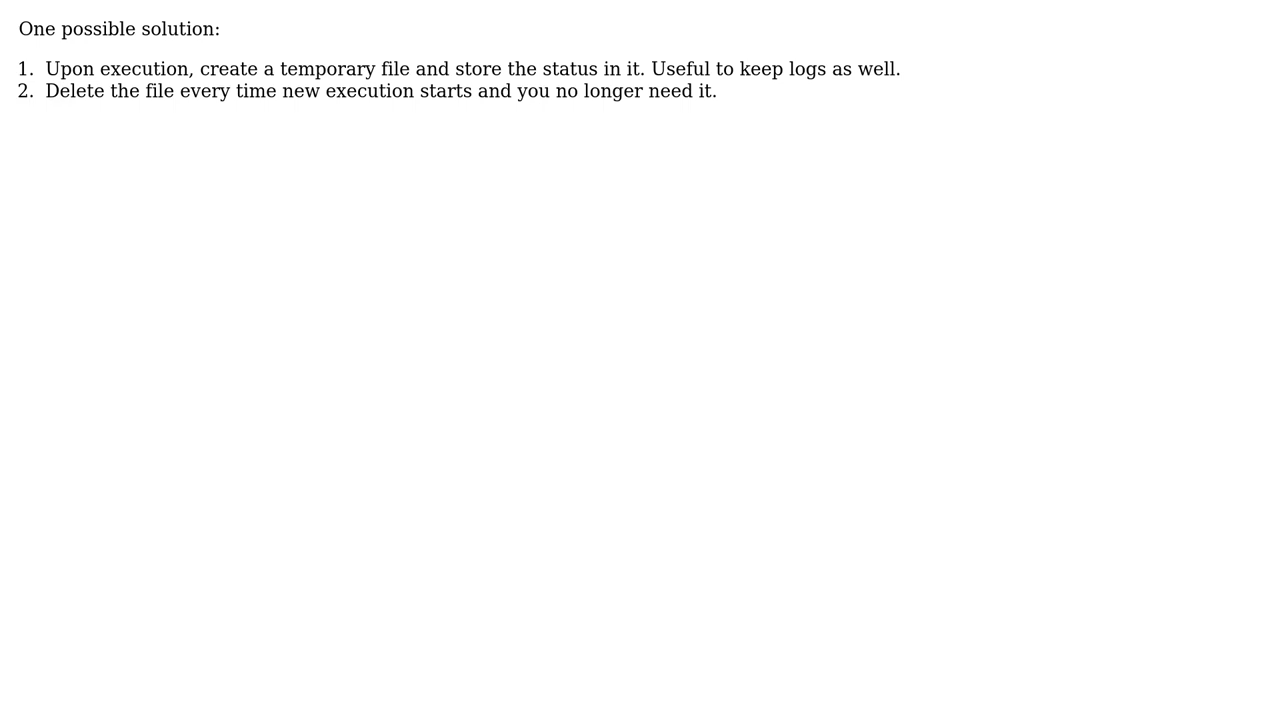 One possible solution:
1. Upon execution, create a temporary file and store the status in it. Useful to keep logs as well.
2. Delete the file every time new execution starts and you no longer need it.